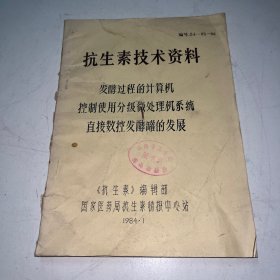 抗生素技术资料
发酵过程的计算机
控制使用分级微处理机系统
直接数控发酵罐的发展
《抗生素》编辑部
国家医药局抗生素情报中心站
1984.1